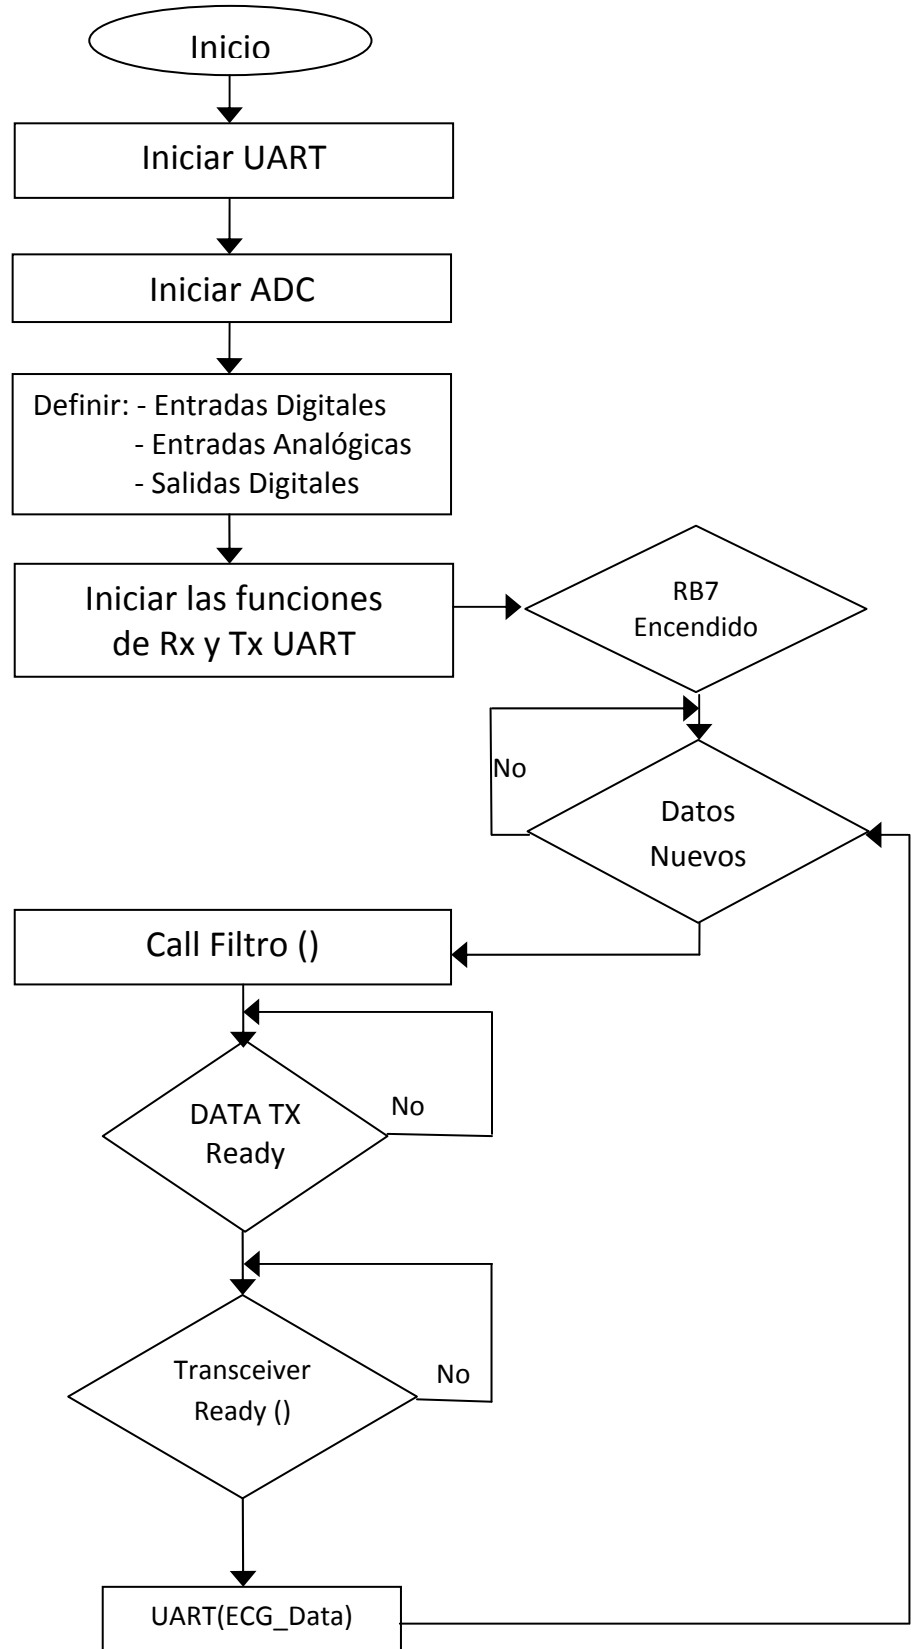 Inicio
Iniciar UART
Iniciar ADC
Definir: - Entradas Digitales
- Entradas Analógicas
- Salidas Digitales
Iniciar las funciones
de Rx y Tx UART
RB7
Encendido
No
Datos
Nuevos
Call Filtro ()
DATA TX
Ready
No
Transceiver
Ready ()
No
UART(ECG_Data)